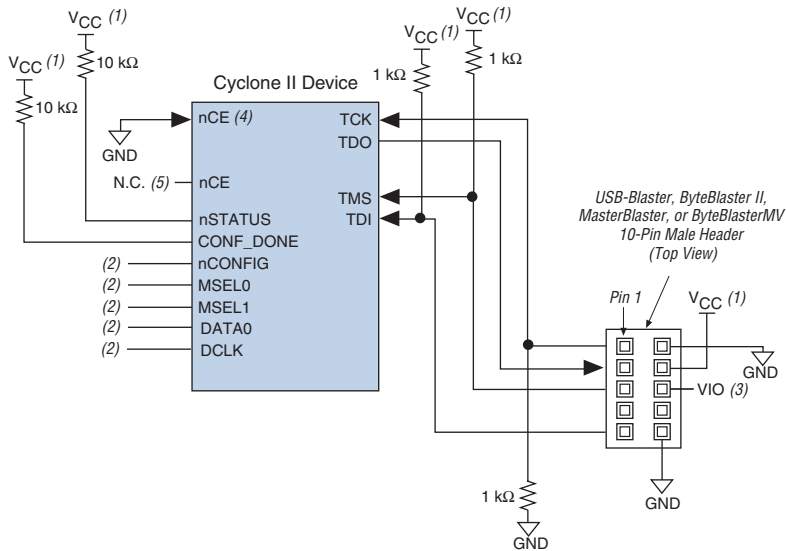 VCC (1)
VCC (1)
10 kΩ
VCC (1)
10 kΩ
VCC (1)
1 kΩ
1 kΩ
Cyclone II Device
nCE (4)
GND
N.C. (5)
nCE
nSTATUS
CONF_DONE
(2)
nCONFIG
(2)
MSEL0
(2)
MSEL1
(2)
DATA0
(2)
DCLK
TCK
TDO
TMS
TDI
USB-Blaster, ByteBlaster II,
MasterBlaster, or ByteBlasterMV
10-Pin Male Header
(Top View)
Pin 1
VCC (1)
GND
VIO (3)
GND
1 kΩ
GND